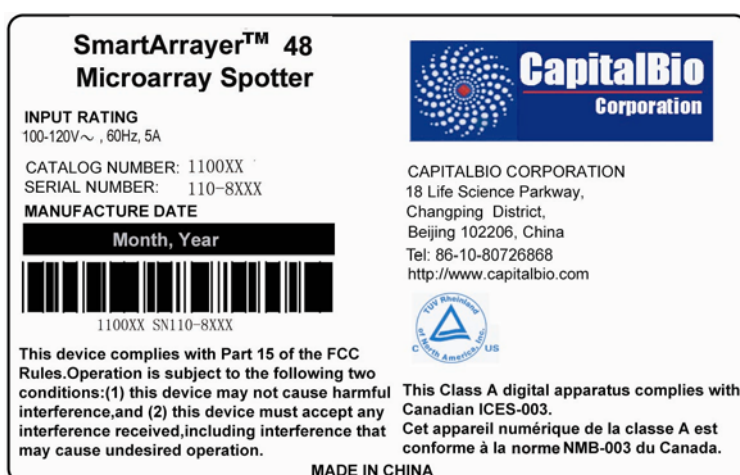 SmartArrayer™ 48
Microarray Spotter
INPUT RATING
100-120V～ , 60Hz, 5A
CATALOG NUMBER: 1100XX
SERIAL NUMBER: 110-8XXX
MANUFACTURE DATE
Month, Year
1100XX SN110-8XXX
This device complies with Part 15 of the FCC
Rules.Operation is subject to the following two
conditions:(1) this device may not cause harmful
interference,and (2) this device must accept any
interference received,including interference that
may cause undesired operation.
CapitalBio
Corporation
CAPITALBIO CORPORATION
18 Life Science Parkway,
Changping District,
Beijing 102206, China
Tel: 86-10-80726868
http://www.capitalbio.com
TUV Rheinland
of North America, Inc.
C US
This Class A digital apparatus complies with
Canadian ICES-003.
Cet appareil numérique de la classe A est
conforme à la norme NMB-003 du Canada.
MADE IN CHINA